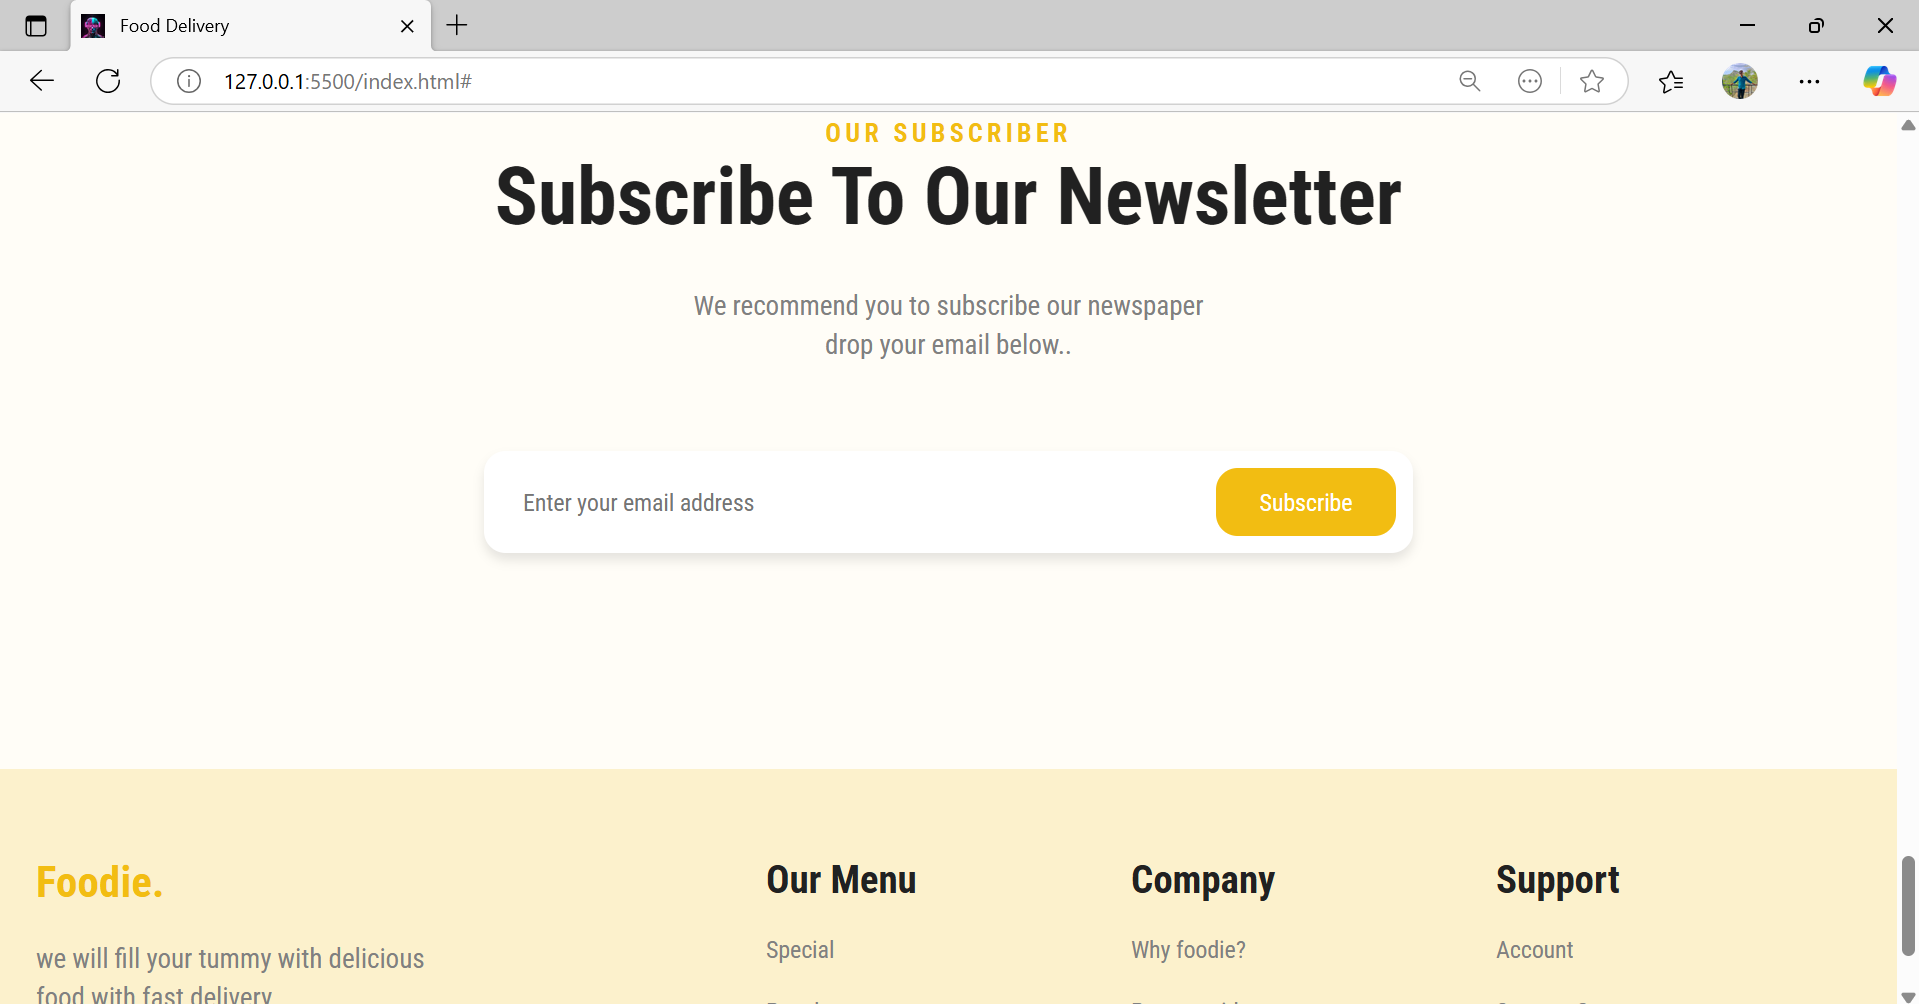 Food Delivery
127.0.0.1:5500/index.html#
OUR SUBSCRIBER
Subscribe To Our Newsletter
We recommend you to subscribe our newspaper
drop your email below..
Enter your email address
Subscribe
Foodie.
we will fill your tummy with delicious
food with fast delivery
Our Menu
Special
Company
Why foodie?
Support
Account